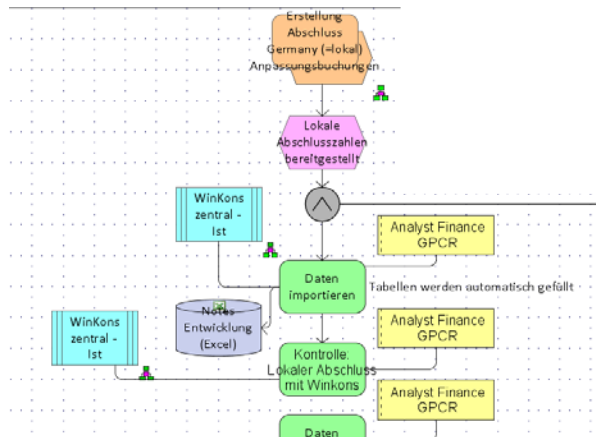 Erstellung
Abschluss
Germany (=lokal)
Anpassungsbuchungen
Lokale
Abschlusszahlen
bereitgestellt
WinKons
zentral -
Ist
Analyst Finance
GPCR
Daten
importieren
Tabellen werden automatisch gefällt
Notes
Entwicklung
(Excel)
WinKons
zentral -
Ist
Analyst Finance
GPCR
Kontrolle:
Lokaler Abschluss
mit Winkons
Analyst Finance
GPCR
Daten